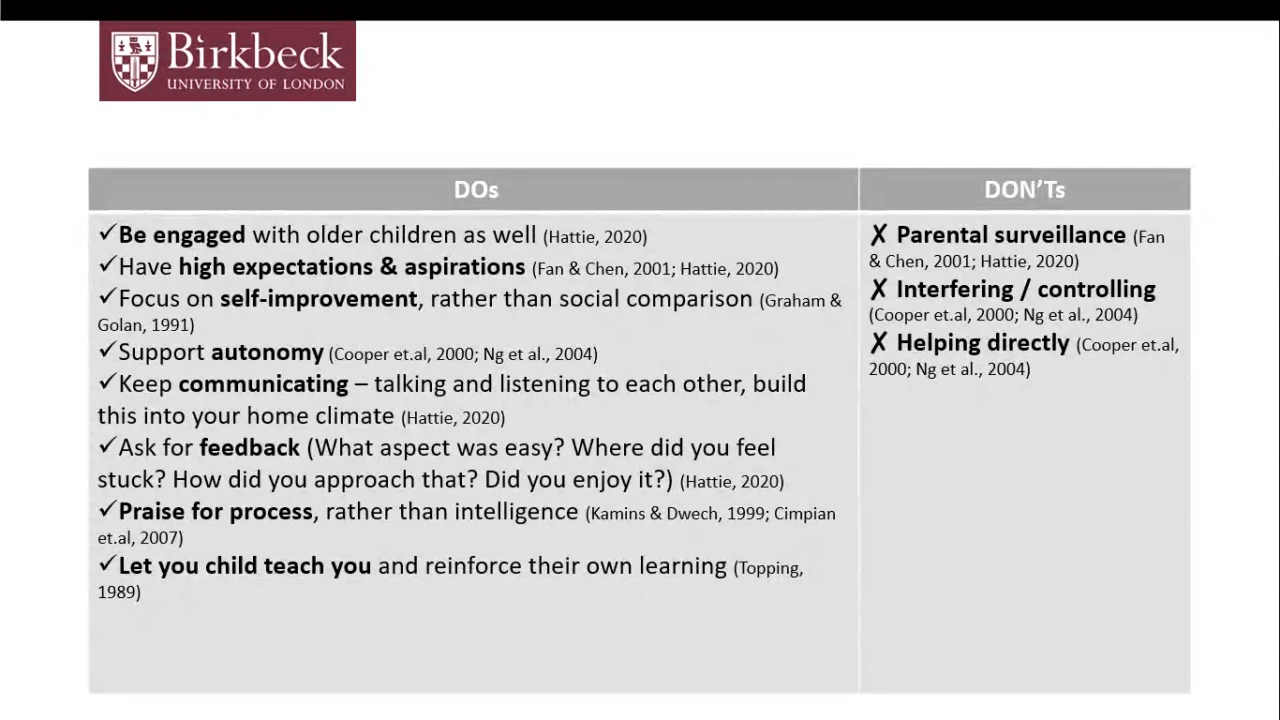 Birkbeck
UNIVERSITY OF LONDON
DOs
✓Be engaged with older children as well (Hattie, 2020)
✓Have high expectations & aspirations (Fan & Chen, 2001; Hattie, 2020)
✓Focus on self-improvement, rather than social comparison (Graham &
Golan, 1991)
✓Support autonomy (Cooper et.al, 2000; Ng et al., 2004)
✓Keep communicating – talking and listening to each other, build
this into your home climate (Hattie, 2020)
✓Ask for feedback (What aspect was easy? Where did you feel
stuck? How did you approach that? Did you enjoy it?) (Hattie, 2020)
✓Praise for process, rather than intelligence (Kamins & Dwech, 1999; Cimpian
et.al, 2007)
✓Let you child teach you and reinforce their own learning (Topping,
1989)
DON'Ts
✗ Parental surveillance (Fan
& Chen, 2001; Hattie, 2020)
✗ Interfering / controlling
(Cooper et.al, 2000; Ng et al., 2004)
✗ Helping directly (Cooper et.al,
2000; Ng et al., 2004)